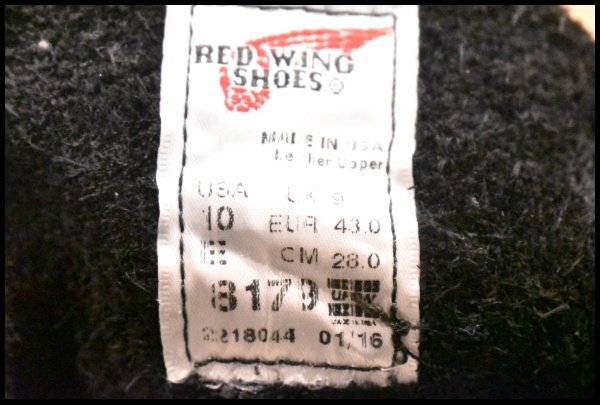 RED WING
SHOES
MADE IN USA
Leather Upper
USA UK 9
10 EUR 43.0
CM 28.0
8179
2218044 01/16